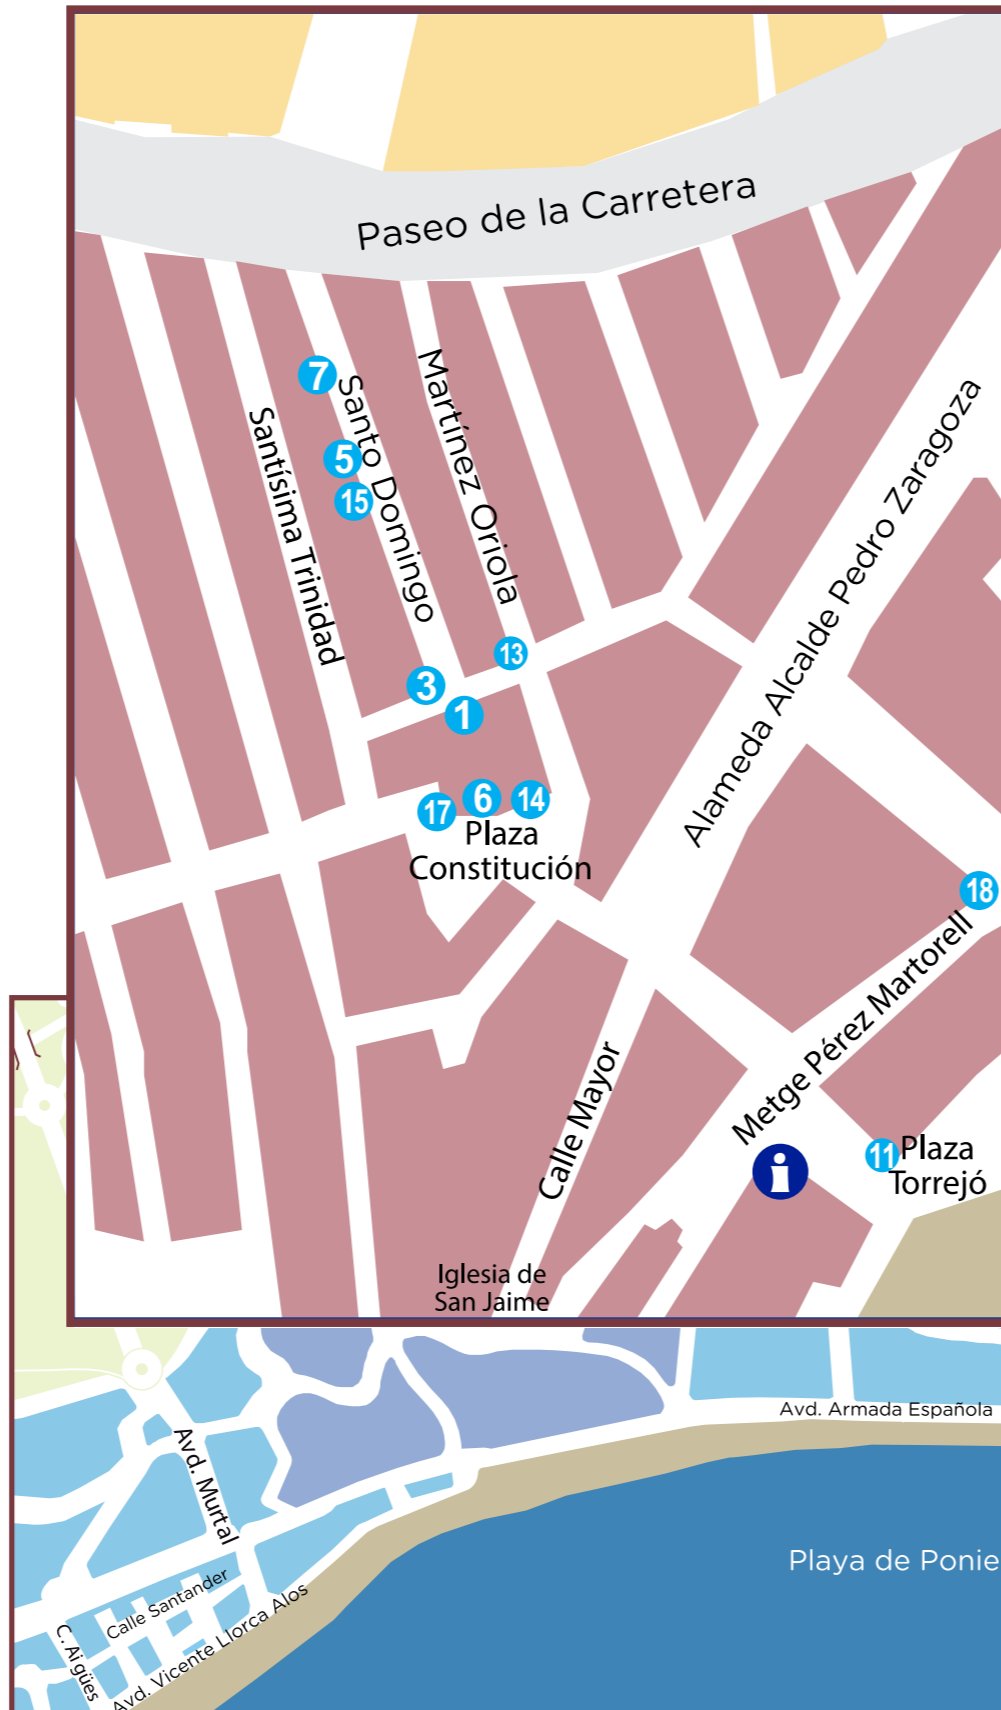 Paseo de la Carretera
7
Santo Domingo
Martínez Oriola
Santísima Trinidad
5
15
Alameda Alcalde Pedro Zaragoza
13
3
1
17
6
14
Plaza
Constitución
18
Metge Pérez Martorell
Calle Mayor
i
11
Plaza
Torrejó
Iglesia de
San Jaime
Avd. Armada Española
Avd. Murtal
Playa de Ponie
Calle Santander
C. Aigües
Avd. Vicente Llorca Alos